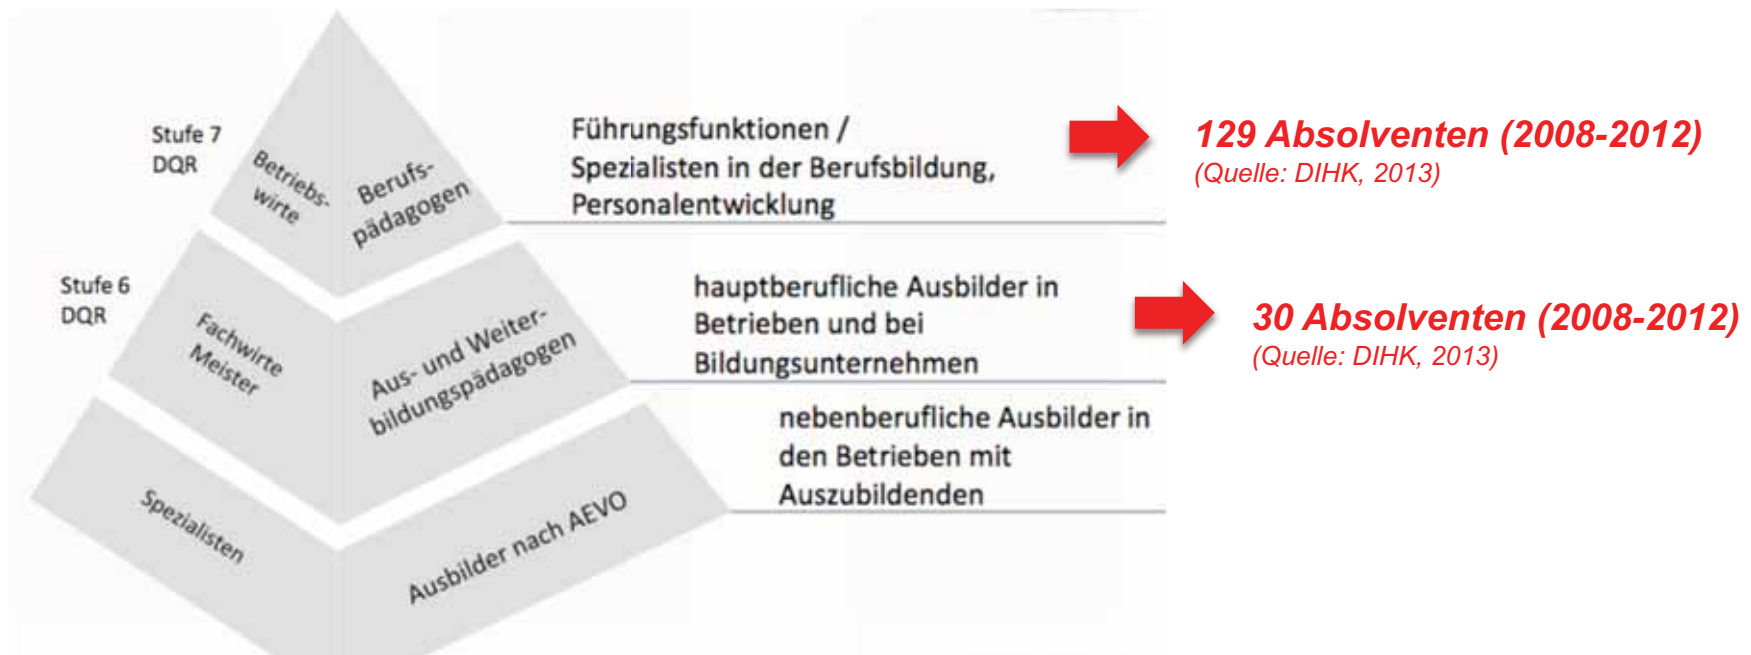 Stufe 7
DQR
Betriebs-
wirte
Berufs-
pädagogen
Führungsfunktionen /
Spezialisten in der Berufsbildung,
Personalentwicklung
129 Absolventen (2008-2012)
(Quelle: DIHK, 2013)
Stufe 6
DQR
Fachwirte
Meister
Aus- und Weiter-
bildungspädagogen
hauptberufliche Ausbilder in
Betrieben und bei
Bildungsunternehmen
30 Absolventen (2008-2012)
(Quelle: DIHK, 2013)
Spezialisten
Ausbilder nach AEVO
nebenberufliche Ausbilder in
den Betrieben mit
Auszubildenden